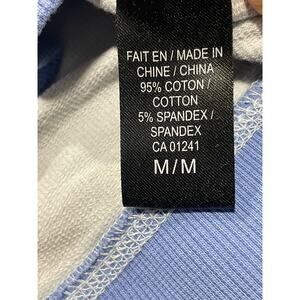 FAIT EN / MADE IN
CHINE / CHINA
95% COTON /
COTTON
5% SPANDEX /
SPANDEX
CA 01241
M / M